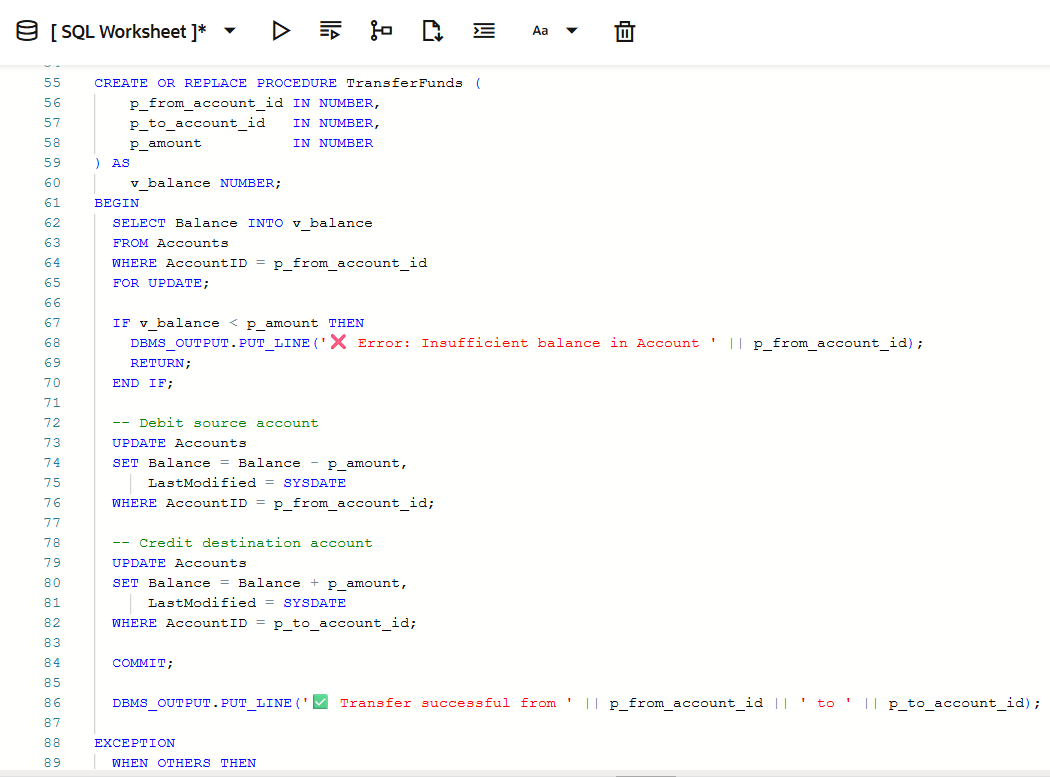 [ SQL Worksheet ]*
Aa
55 CREATE OR REPLACE PROCEDURE TransferFunds (
56     p_from_account_id IN NUMBER,
57     p_to_account_id   IN NUMBER,
58     p_amount          IN NUMBER
59 ) AS
60     v_balance NUMBER;
61 BEGIN
62   SELECT Balance INTO v_balance
63   FROM Accounts
64   WHERE AccountID = p_from_account_id
65   FOR UPDATE;
66
67   IF v_balance < p_amount THEN
68     DBMS_OUTPUT.PUT_LINE('❌ Error: Insufficient balance in Account ' || p_from_account_id);
69     RETURN;
70   END IF;
71
72   -- Debit source account
73   UPDATE Accounts
74   SET Balance = Balance - p_amount,
75       LastModified = SYSDATE
76   WHERE AccountID = p_from_account_id;
77
78   -- Credit destination account
79   UPDATE Accounts
80   SET Balance = Balance + p_amount,
81       LastModified = SYSDATE
82   WHERE AccountID = p_to_account_id;
83
84   COMMIT;
85
86   DBMS_OUTPUT.PUT_LINE('✅ Transfer successful from ' || p_from_account_id || ' to ' || p_to_account_id);
87
88 EXCEPTION
89   WHEN OTHERS THEN